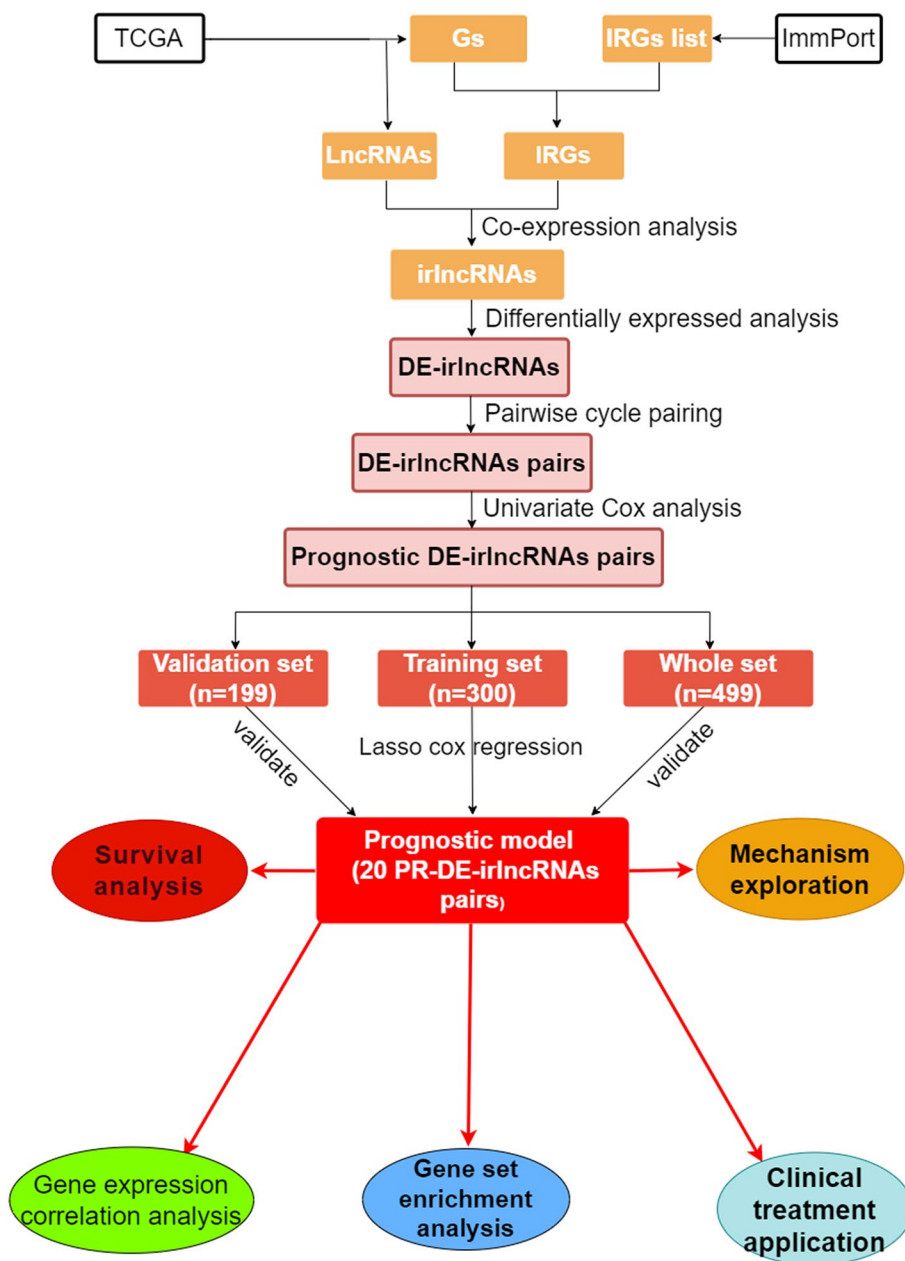 TCGA
Gs
IRGs list
ImmPort
LncRNAs
IRGs
Co-expression analysis
irlncRNAs
Differentially expressed analysis
DE-irlncRNAs
Pairwise cycle pairing
DE-irlncRNAs pairs
Univariate Cox analysis
Prognostic DE-irlncRNAs pairs
Validation set
(n=199)
Training set
(n=300)
Whole set
(n=499)
validate
Lasso cox regression
validate
Survival
analysis
Prognostic model
(20 PR-DE-irlncRNAs
pairs)
Mechanism
exploration
Gene expression
correlation analysis
Gene set
enrichment
analysis
Clinical
treatment
application